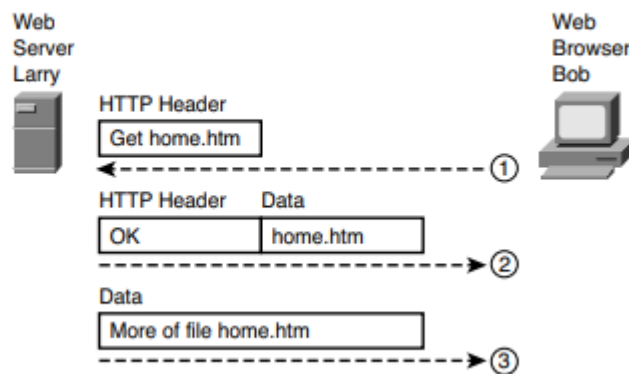 Web
Server
Larry
Web
Browser
Bob
HTTP Header
Get home.htm
1
HTTP Header Data
OK home.htm
2
Data
More of file home.htm
3